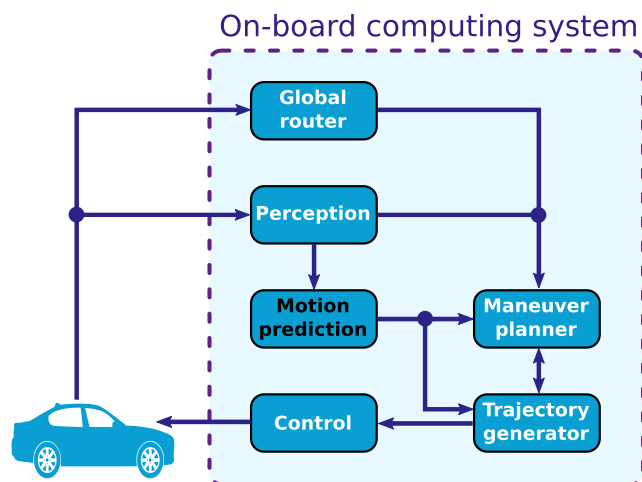 On-board computing system
Global
router
Perception
Motion
prediction
Maneuver
planner
Control
Trajectory
generator